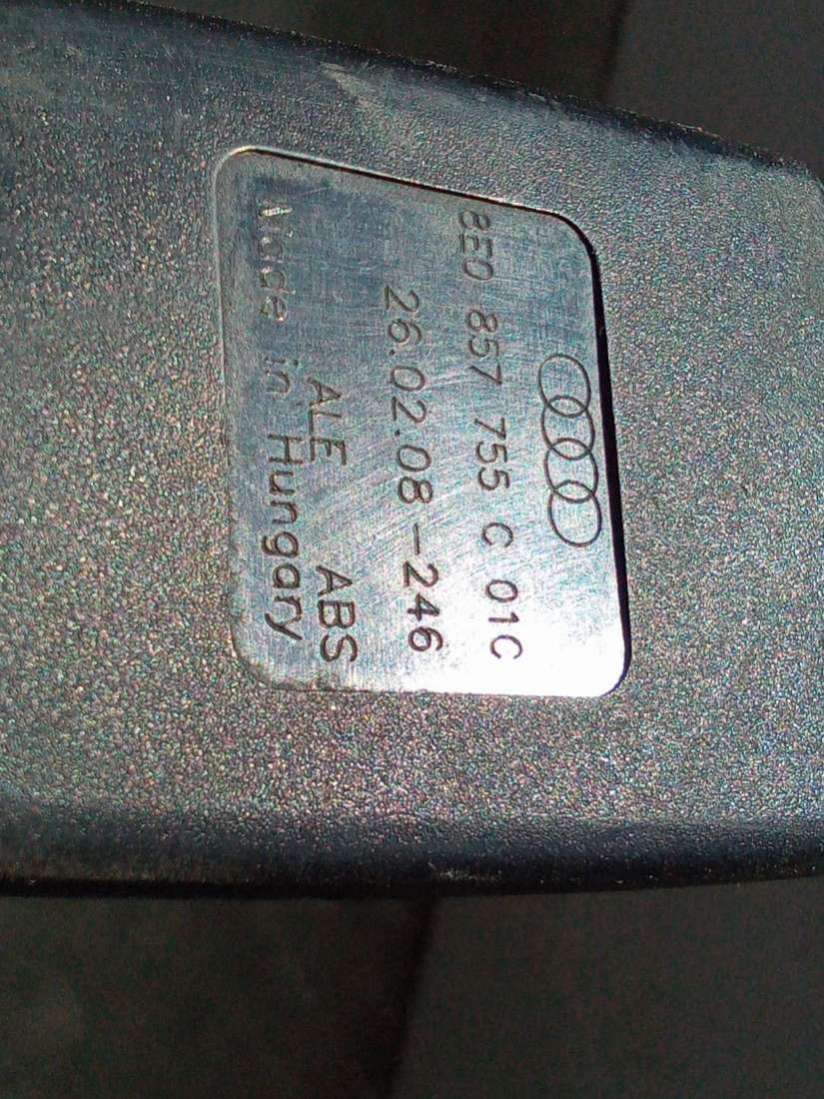 8E0 857 755 C 01C
26.02.08-246
ALE ABS
Made in Hungary